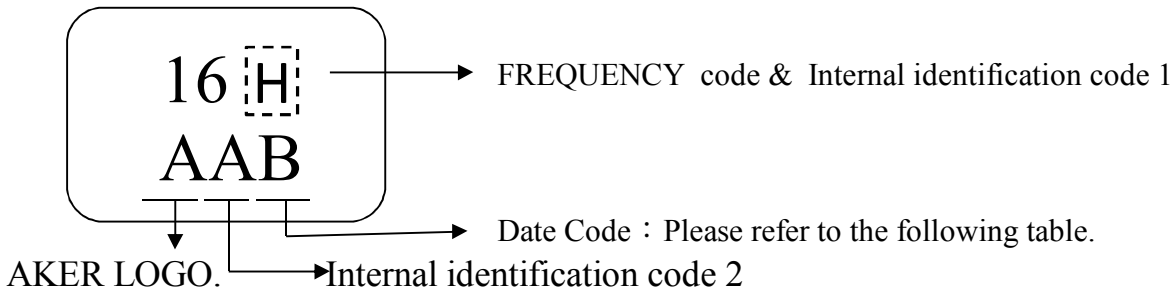 16 H FREQUENCY code & Internal identification code 1
AAB
Date Code：Please refer to the following table.
AKER LOGO. Internal identification code 2